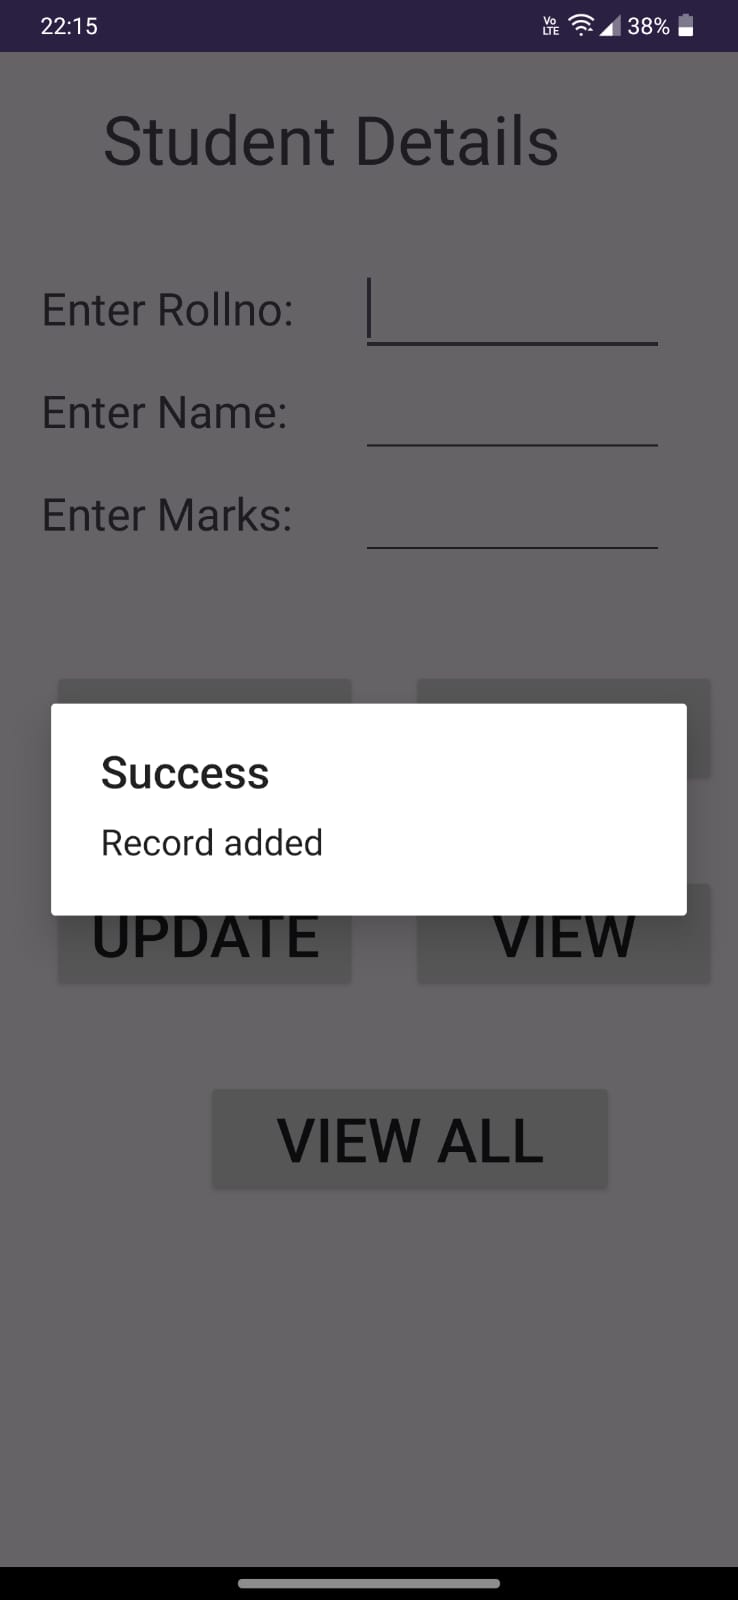 22:15 Vo LTE 38%
Student Details
Enter Rollno:
Enter Name:
Enter Marks:
Success
Record added
UPDATE VIEW
VIEW ALL